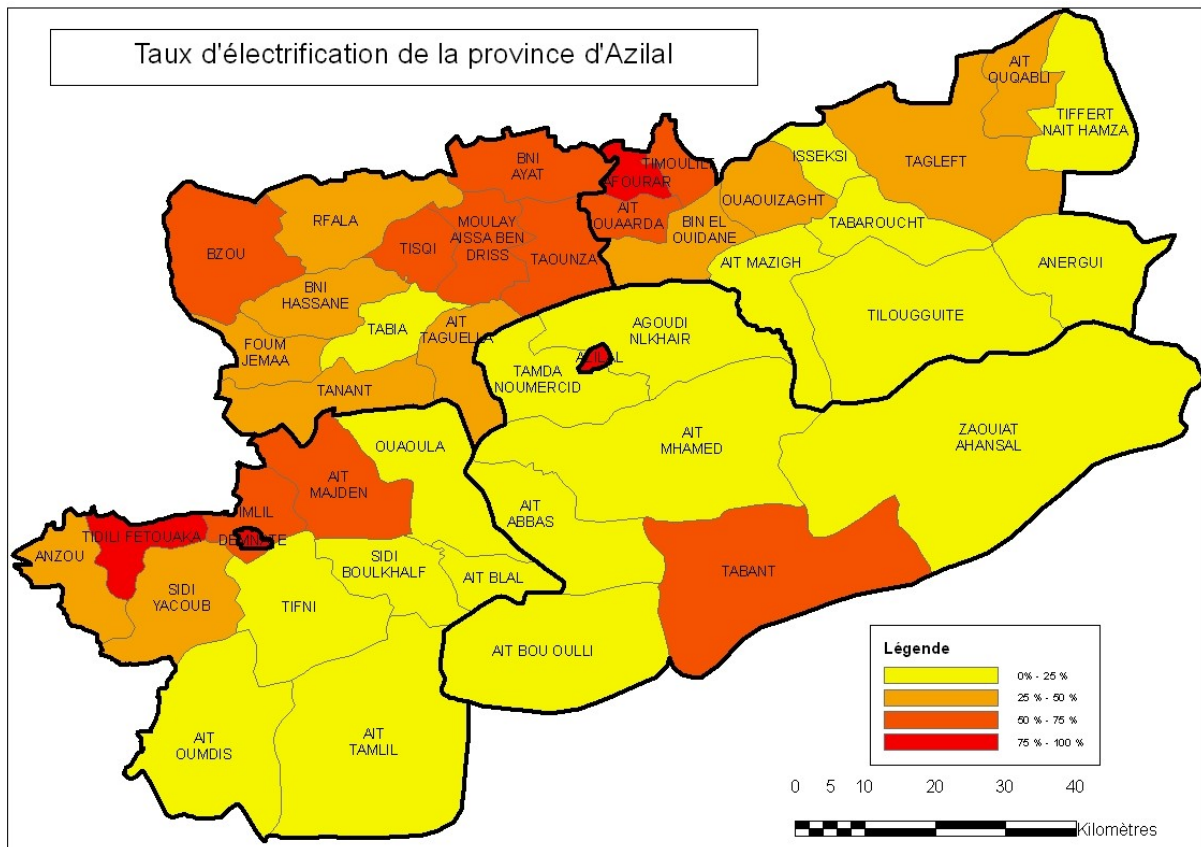 Taux d'électrification de la province d'Azilal
AIT
OUQABLI
TIFFERT
NAIT HAMZA
BNI
AYAT
TIMOULILT
ISSEKSI
TAGLEFT
AFOURAR
OUAOUIZAGHT
RFALA
MOULAY
AISSA BEN
DRISS
AIT
OUAARDA
BIN EL
OUIDANE
TABAROUCHT
BZOU
TISQI
TAOUNZA
AIT MAZIGH
ANERGUI
BNI
HASSANE
TABIA
AIT
TAGUELLA
AGOUDI
NLKHAIR
TILOUGGUITE
FOUM
JEMAA
AZILAL
TAMDA
NOUMERCID
TANANT
OUAOULA
AIT
MHAMED
ZAOUIAT
AHANSAL
AIT
MAJDEN
IMLIL
AIT
ABBAS
TIDILI FETOUAKA
DEMNATE
ANZOU
SIDI
BOULKHALF
AIT BLAL
TABANT
SIDI
YACOUB
TIFNI
AIT BOU OULLI
AIT
OUMDIS
AIT
TAMLIL
Légende
0% - 25 %
25 % - 50 %
50 % - 75 %
75 % - 100 %
0 5 10 20 30 40
Kilomètres